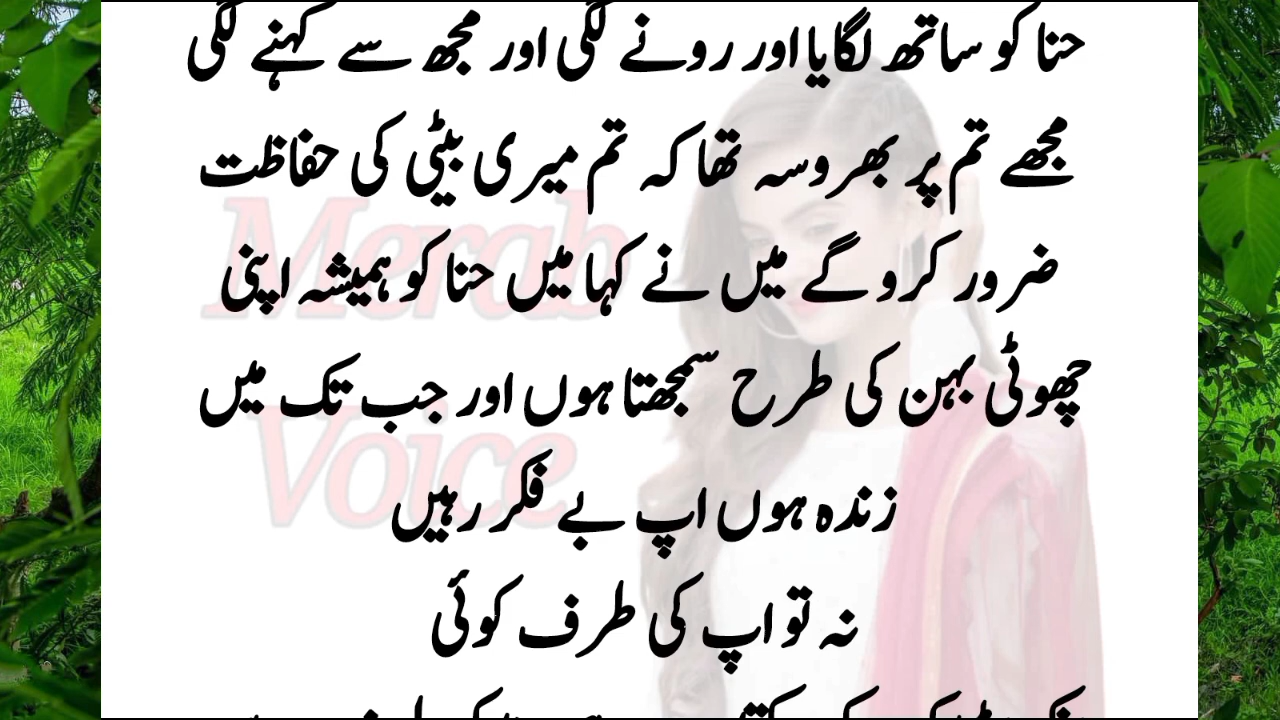 حنا کو ساتھ لگایا اور رونے لگی اور مجھ سے کہنے لگی
مجھے تم پر بھروسہ تھا کہ تم میری بیٹی کی حفاظت
ضرور کرو گے میں نے کہا میں حنا کو ہمیشہ اپنی
چھوٹی بہن کی طرح سمجھتا ہوں اور جب تک میں
زندہ ہوں اپ بے فکر رہیں
نہ تو اپ کی طرف کوئی
Merab
Voice